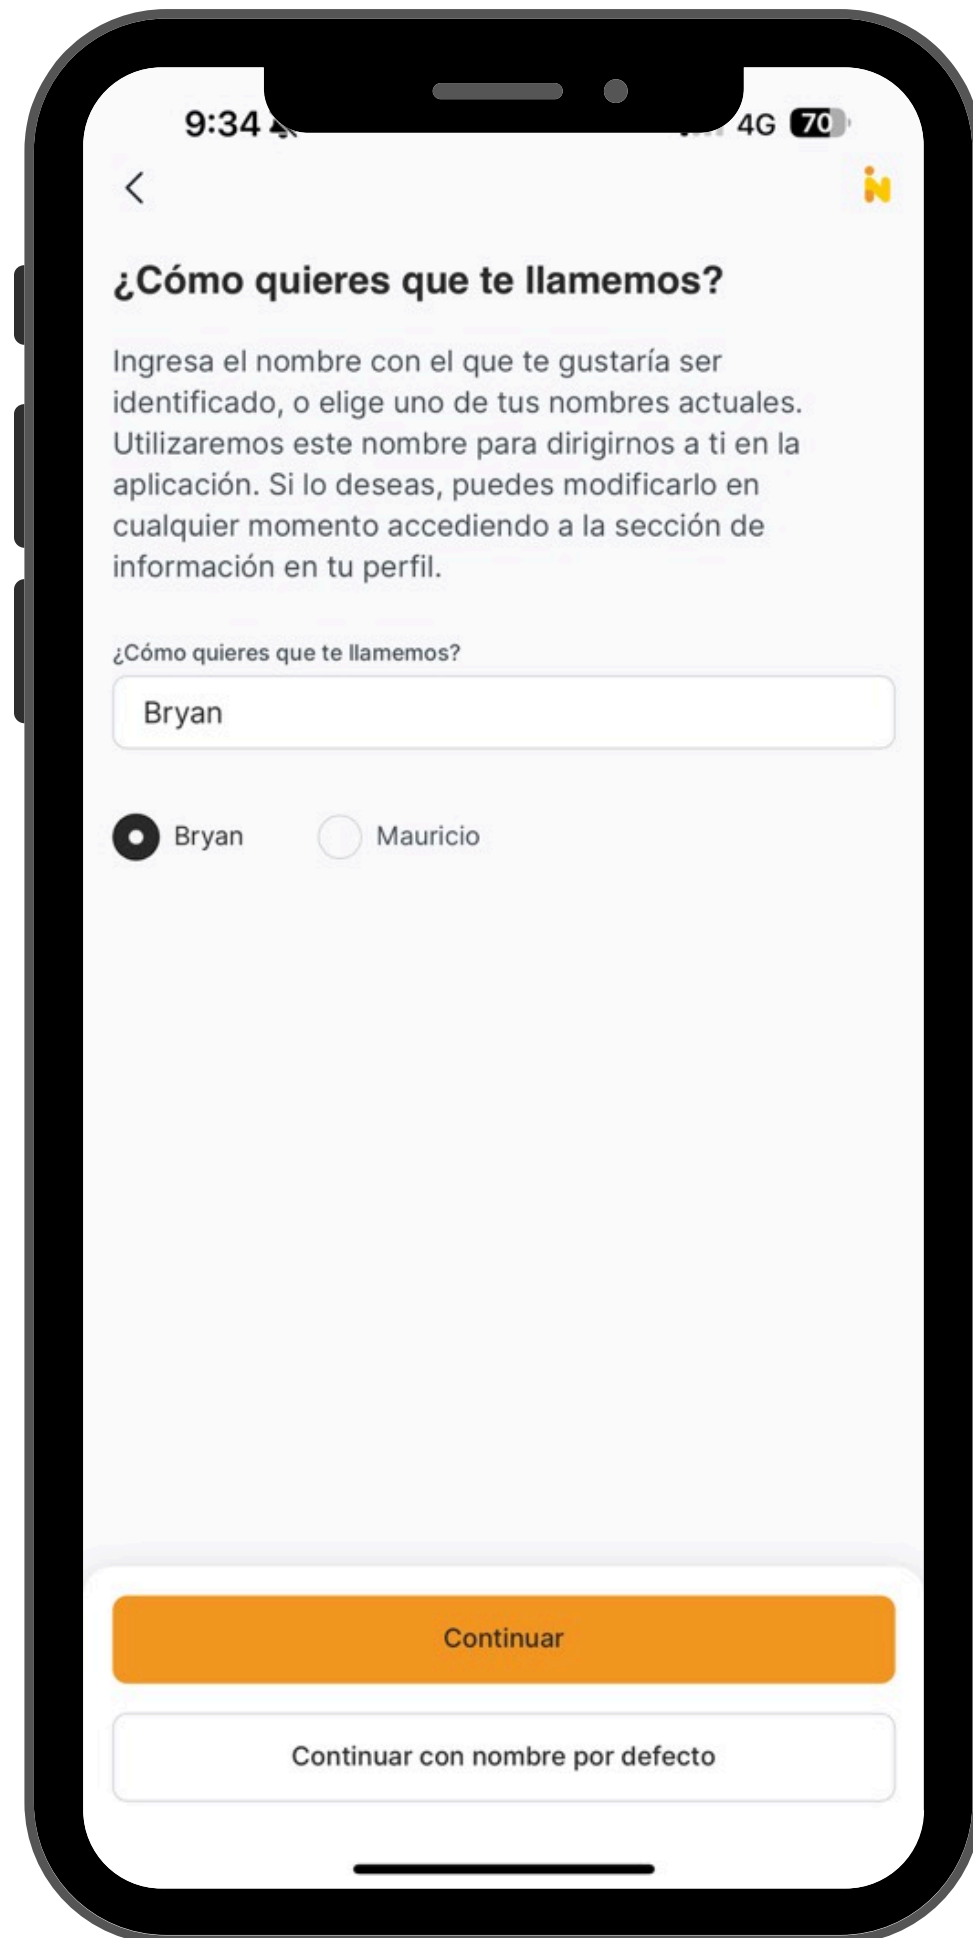 9:34
4G 70
¿Cómo quieres que te llamemos?
Ingresa el nombre con el que te gustaría ser
identificado, o elige uno de tus nombres actuales.
Utilizaremos este nombre para dirigirnos a ti en la
aplicación. Si lo deseas, puedes modificarlo en
cualquier momento accediendo a la sección de
información en tu perfil.
¿Cómo quieres que te llamemos?
Bryan
Bryan Mauricio
Continuar
Continuar con nombre por defecto